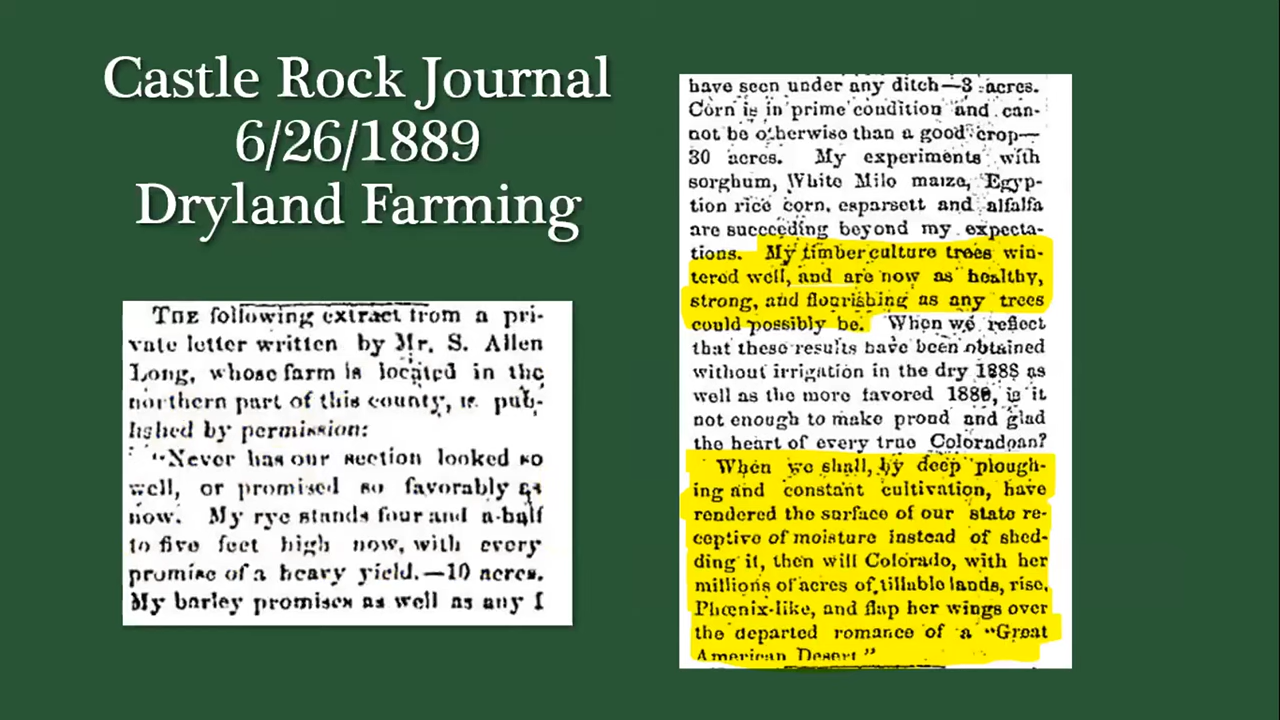 Castle Rock Journal
6/26/1889
Dryland Farming
THE following extract from a pri-
vate letter written by Mr. S. Allen
Long, whose farm is located in the
northern part of this county, is pub-
lished by permission:
"Never has our section looked so
well, or promised so favorably as
now. My rye stands four and a-half
to five feet high now, with every
promise of a heavy yield.—10 acres.
My barley promises as well as any I
have seen under any ditch—3 acres.
Corn is in prime condition and can-
not be otherwise than a good crop—
30 acres. My experiments with
sorghum, White Milo maize, Egyp-
tion rice corn, esparsett and alfalfa
are succeeding beyond my expecta-
tions. My timber culture trees win-
tered well, and are now as healthy,
strong, and flourishing as any trees
could possibly be. When we reflect
that these results have been obtained
without irrigation in the dry 1888 as
well as the more favored 1889, is it
not enough to make proud and glad
the heart of every true Coloradoan?
When we shall, by deep plough-
ing and constant cultivation, have
rendered the surface of our state re-
ceptive of moisture instead of shed-
ding it, then will Colorado, with her
millions of acres of tillable lands, rise,
Phœnix-like, and flap her wings over
the departed romance of a "Great
American Desert"